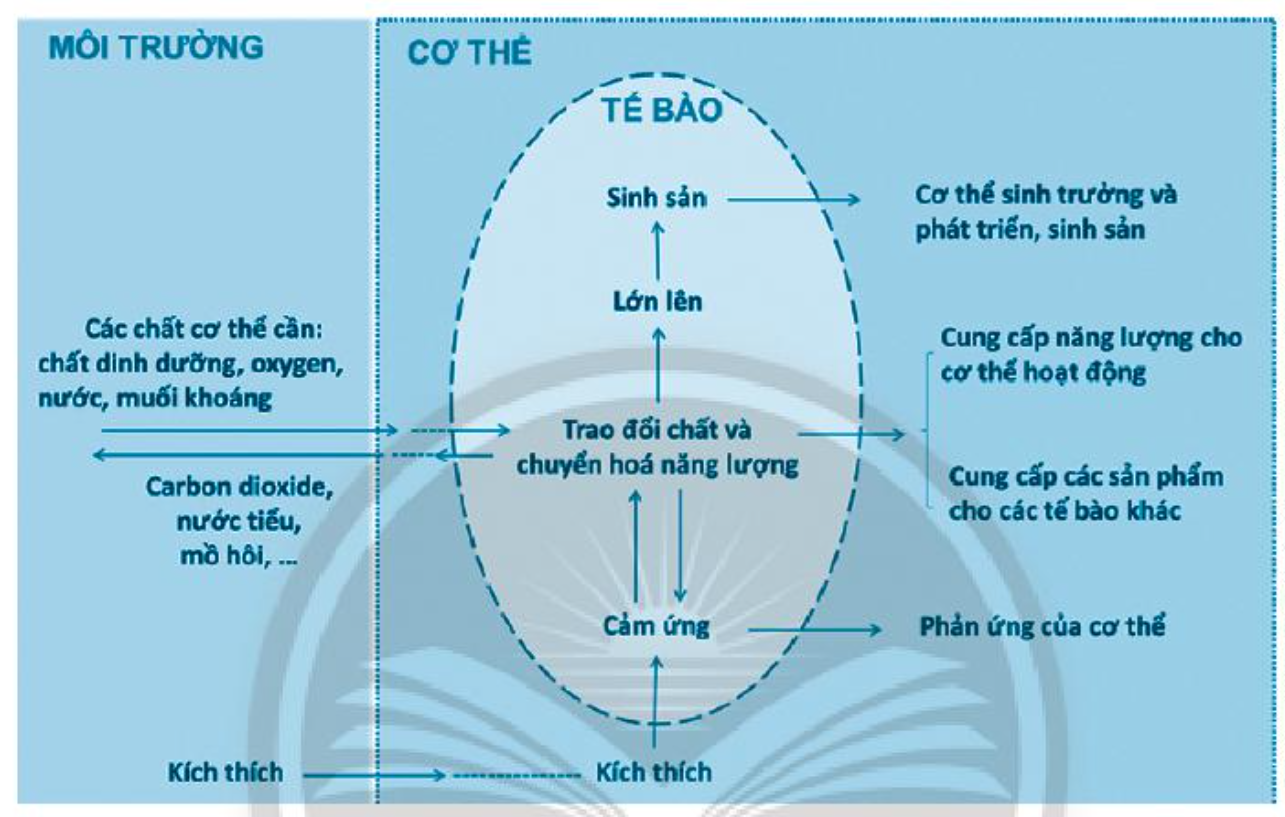 MÔI TRƯỜNG
CƠ THỂ
TẾ BÀO
Sinh sản
Cơ thể sinh trưởng và
phát triển, sinh sản
Lớn lên
Các chất cơ thể cần:
chất dinh dưỡng, oxygen,
nước, muối khoáng
Cung cấp năng lượng cho
cơ thể hoạt động
Trao đổi chất và
chuyển hoá năng lượng
Carbon dioxide,
nước tiểu,
mồ hôi, ...
Cung cấp các sản phẩm
cho các tế bào khác
Cảm ứng
Phản ứng của cơ thể
Kích thích
Kích thích